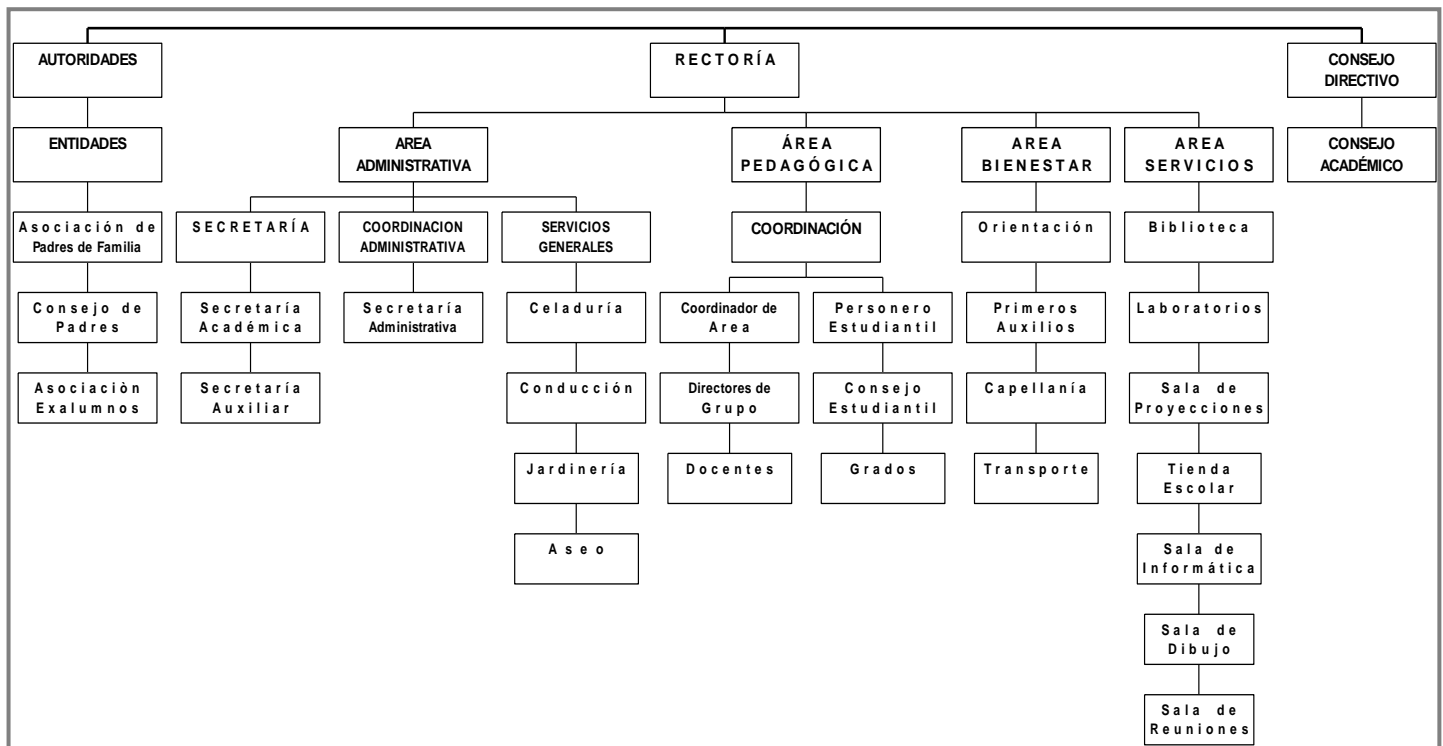 AUTORIDADES
RECTORÍA
CONSEJO
DIRECTIVO
ENTIDADES
AREA
ADMINISTRATIVA
ÁREA
PEDAGÓGICA
AREA
BIENESTAR
AREA
SERVICIOS
CONSEJO
ACADÉMICO
Asociación de
Padres de Familia
SECRETARÍA
COORDINACION
ADMINISTRATIVA
SERVICIOS
GENERALES
COORDINACIÓN
Orientación
Biblioteca
Consejo de
Padres
Secretaría
Académica
Secretaría
Administrativa
Celaduría
Coordinador de
Area
Personero
Estudiantil
Primeros
Auxilios
Laboratorios
Asociaciòn
Exalumnos
Secretaría
Auxiliar
Conducción
Directores de
Grupo
Consejo
Estudiantil
Capellanía
Sala de
Proyecciones
Jardinería
Docentes
Grados
Transporte
Tienda
Escolar
Aseo
Sala de
Informática
Sala de
Dibujo
Sala de
Reuniones